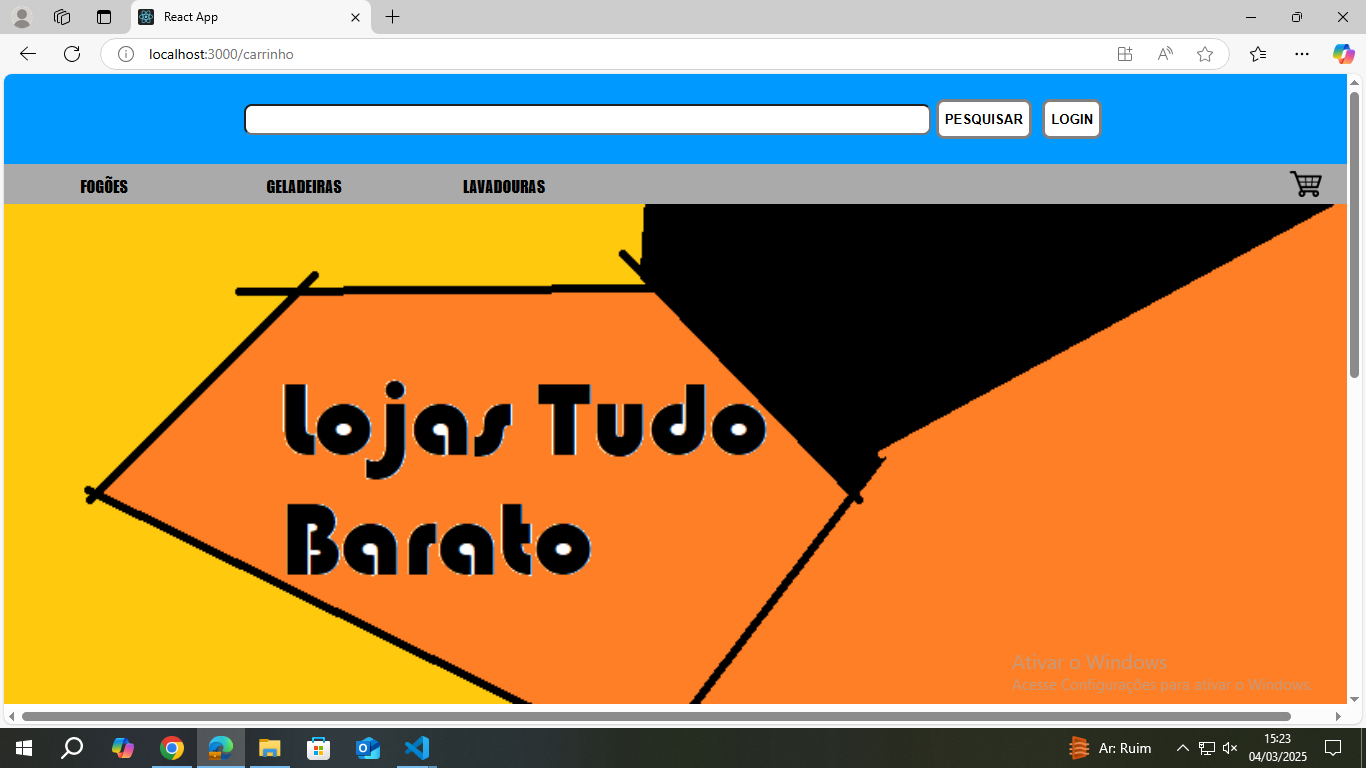 React App
localhost:3000/carrinho
PESQUISAR LOGIN
FOGÕES GELADEIRAS LAVADOURAS
Lojas Tudo
Barato
Ativar o Windows
Acesse Configurações para ativar o Windows.
Ar: Ruim
15:23
04/03/2025